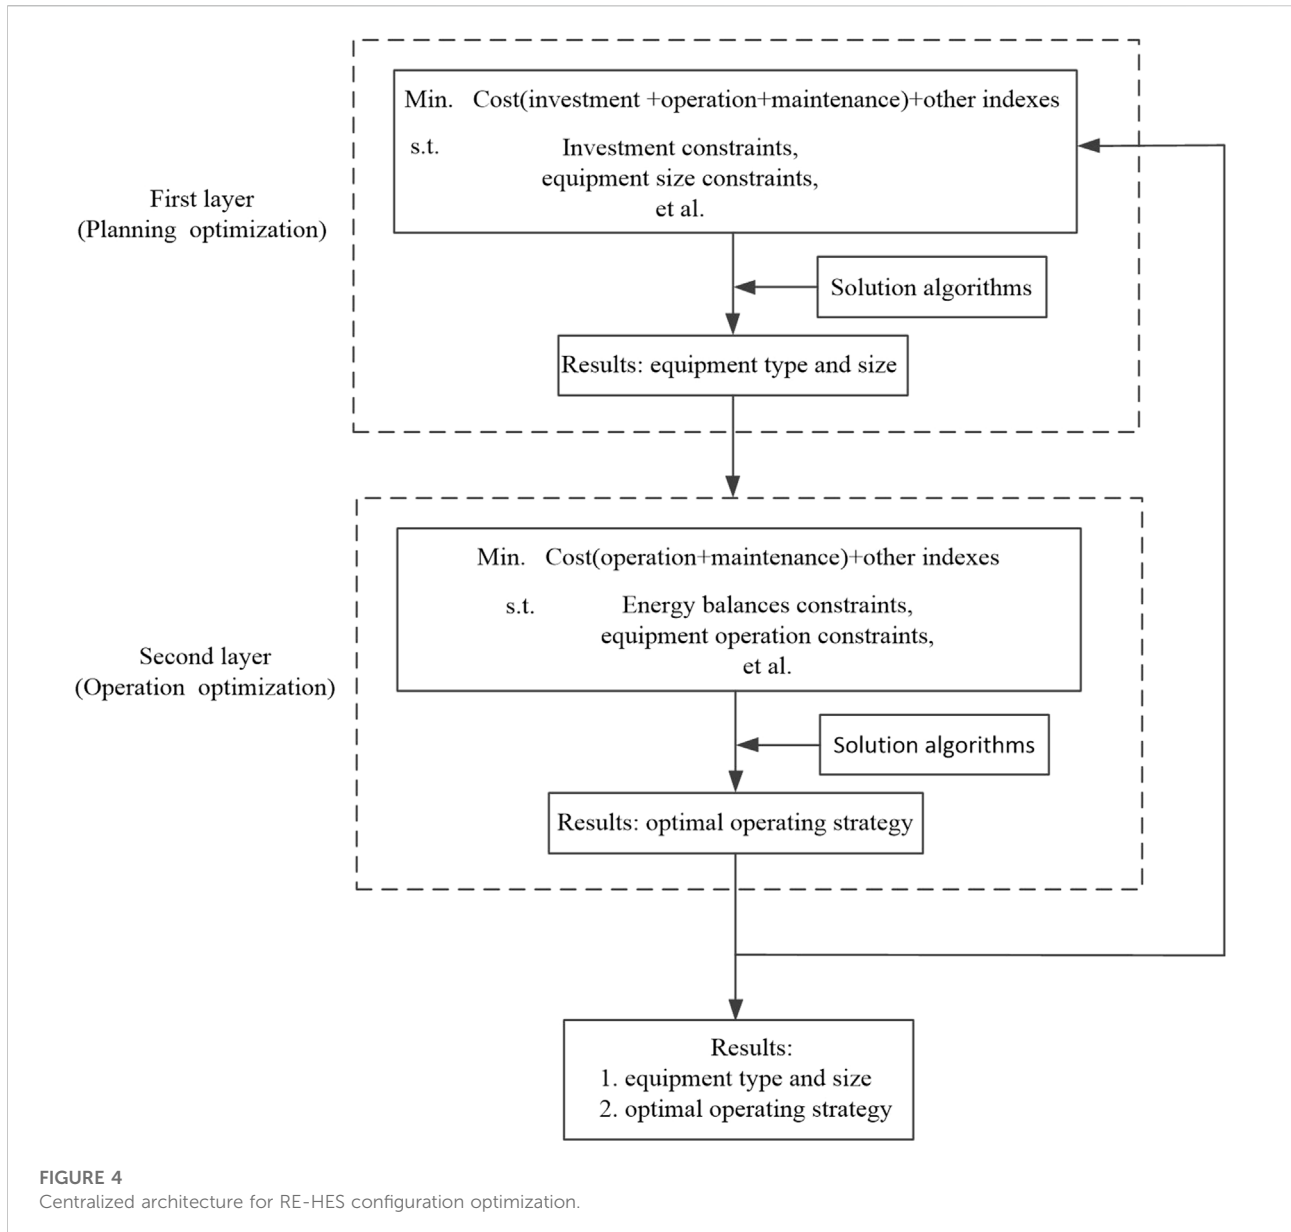 Min. Cost(investment +operation+maintenance)+other indexes
s.t. Investment constraints,
equipment size constraints,
et al.
First layer
(Planning optimization)
Solution algorithms
Results: equipment type and size
Min. Cost(operation+maintenance)+other indexes
s.t. Energy balances constraints,
equipment operation constraints,
et al.
Second layer
(Operation optimization)
Solution algorithms
Results: optimal operating strategy
Results:
1. equipment type and size
2. optimal operating strategy
FIGURE 4
Centralized architecture for RE-HES configuration optimization.